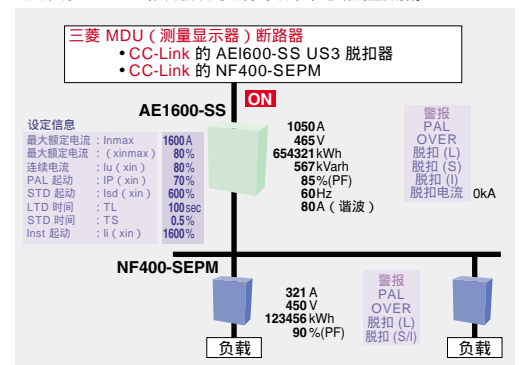 三菱 MDU（测量显示器）断路器
• CC-Link 的 AEI600-SS US3 脱扣器
• CC-Link 的 NF400-SEPM
ON
AE1600-SS
设定信息
最大额定电流：Inmax 1600A
最大额定电流：（xinmax） 80%
连续电流：Iu（xin） 80%
PAL 起动：IP（xin） 70%
STD 起动：Isd（xin） 600%
LTD 时间：TL 100sec
STD 时间：TS 0.5%
Inst 起动：Ii（xin） 1600%
1050A
465V
654321kWh
567kVarh
85%(PF)
60Hz
80A（谐波）
警报
PAL
OVER
脱扣 (L)
脱扣 (S)
脱扣 (I)
脱扣电流 0kA
NF400-SEPM
321A
450V
123456kWh
90%(PF)
警报
PAL
OVER
脱扣 (L)
脱扣 (S/I)
负载
负载